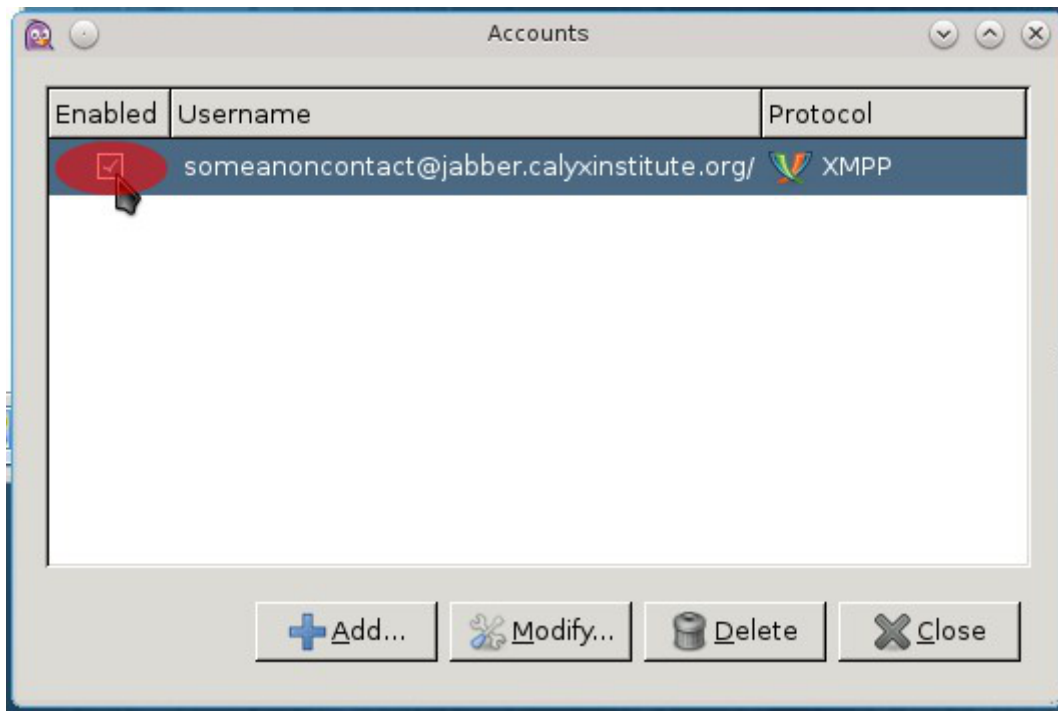 Accounts
Enabled Username Protocol
someanoncontact@jabber.calyxinstitute.org/ XMPP
Add... Modify... Delete Close